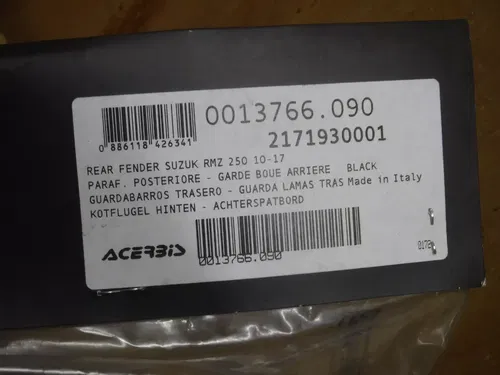 0013766.090
0 886118 426341
2171930001
REAR FENDER SUZUK RMZ 250 10-17
PARAF. POSTERIORE - GARDE BOUE ARRIERE BLACK
GUARDABARROS TRASERO - GUARDA LAMAS TRAS Made in Italy
KOTFLUGEL HINTEN - ACHTERSPATBORD
ACERBIS
0013766.090